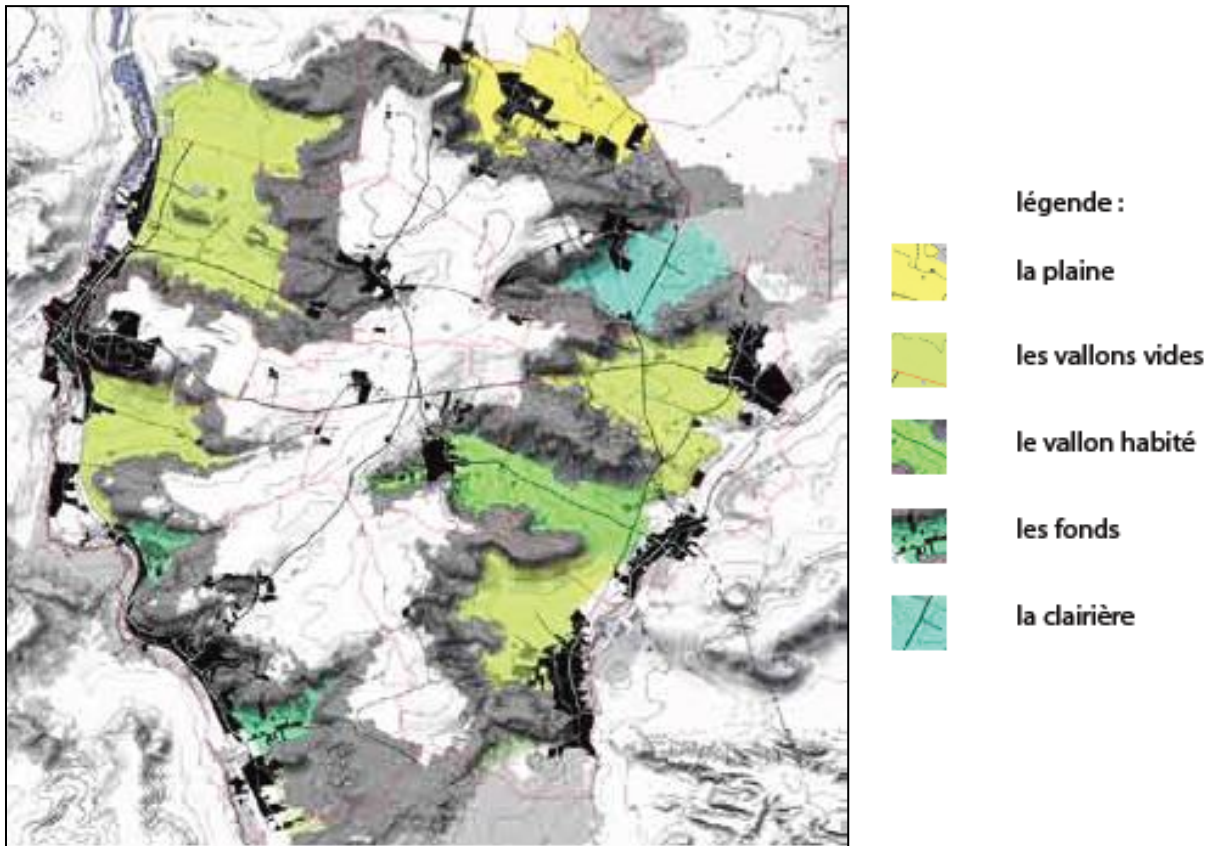 légende :
la plaine
les vallons vides
le vallon habité
les fonds
la clairière